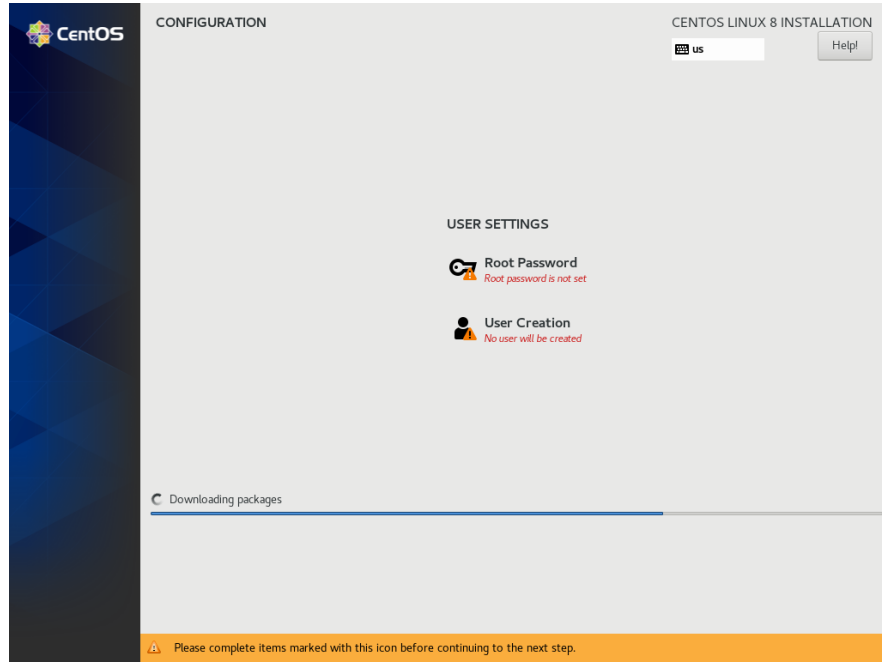 CentOS
CONFIGURATION
CENTOS LINUX 8 INSTALLATION
us
Help!
USER SETTINGS
Root Password
Root password is not set
User Creation
No user will be created
Downloading packages
Please complete items marked with this icon before continuing to the next step.